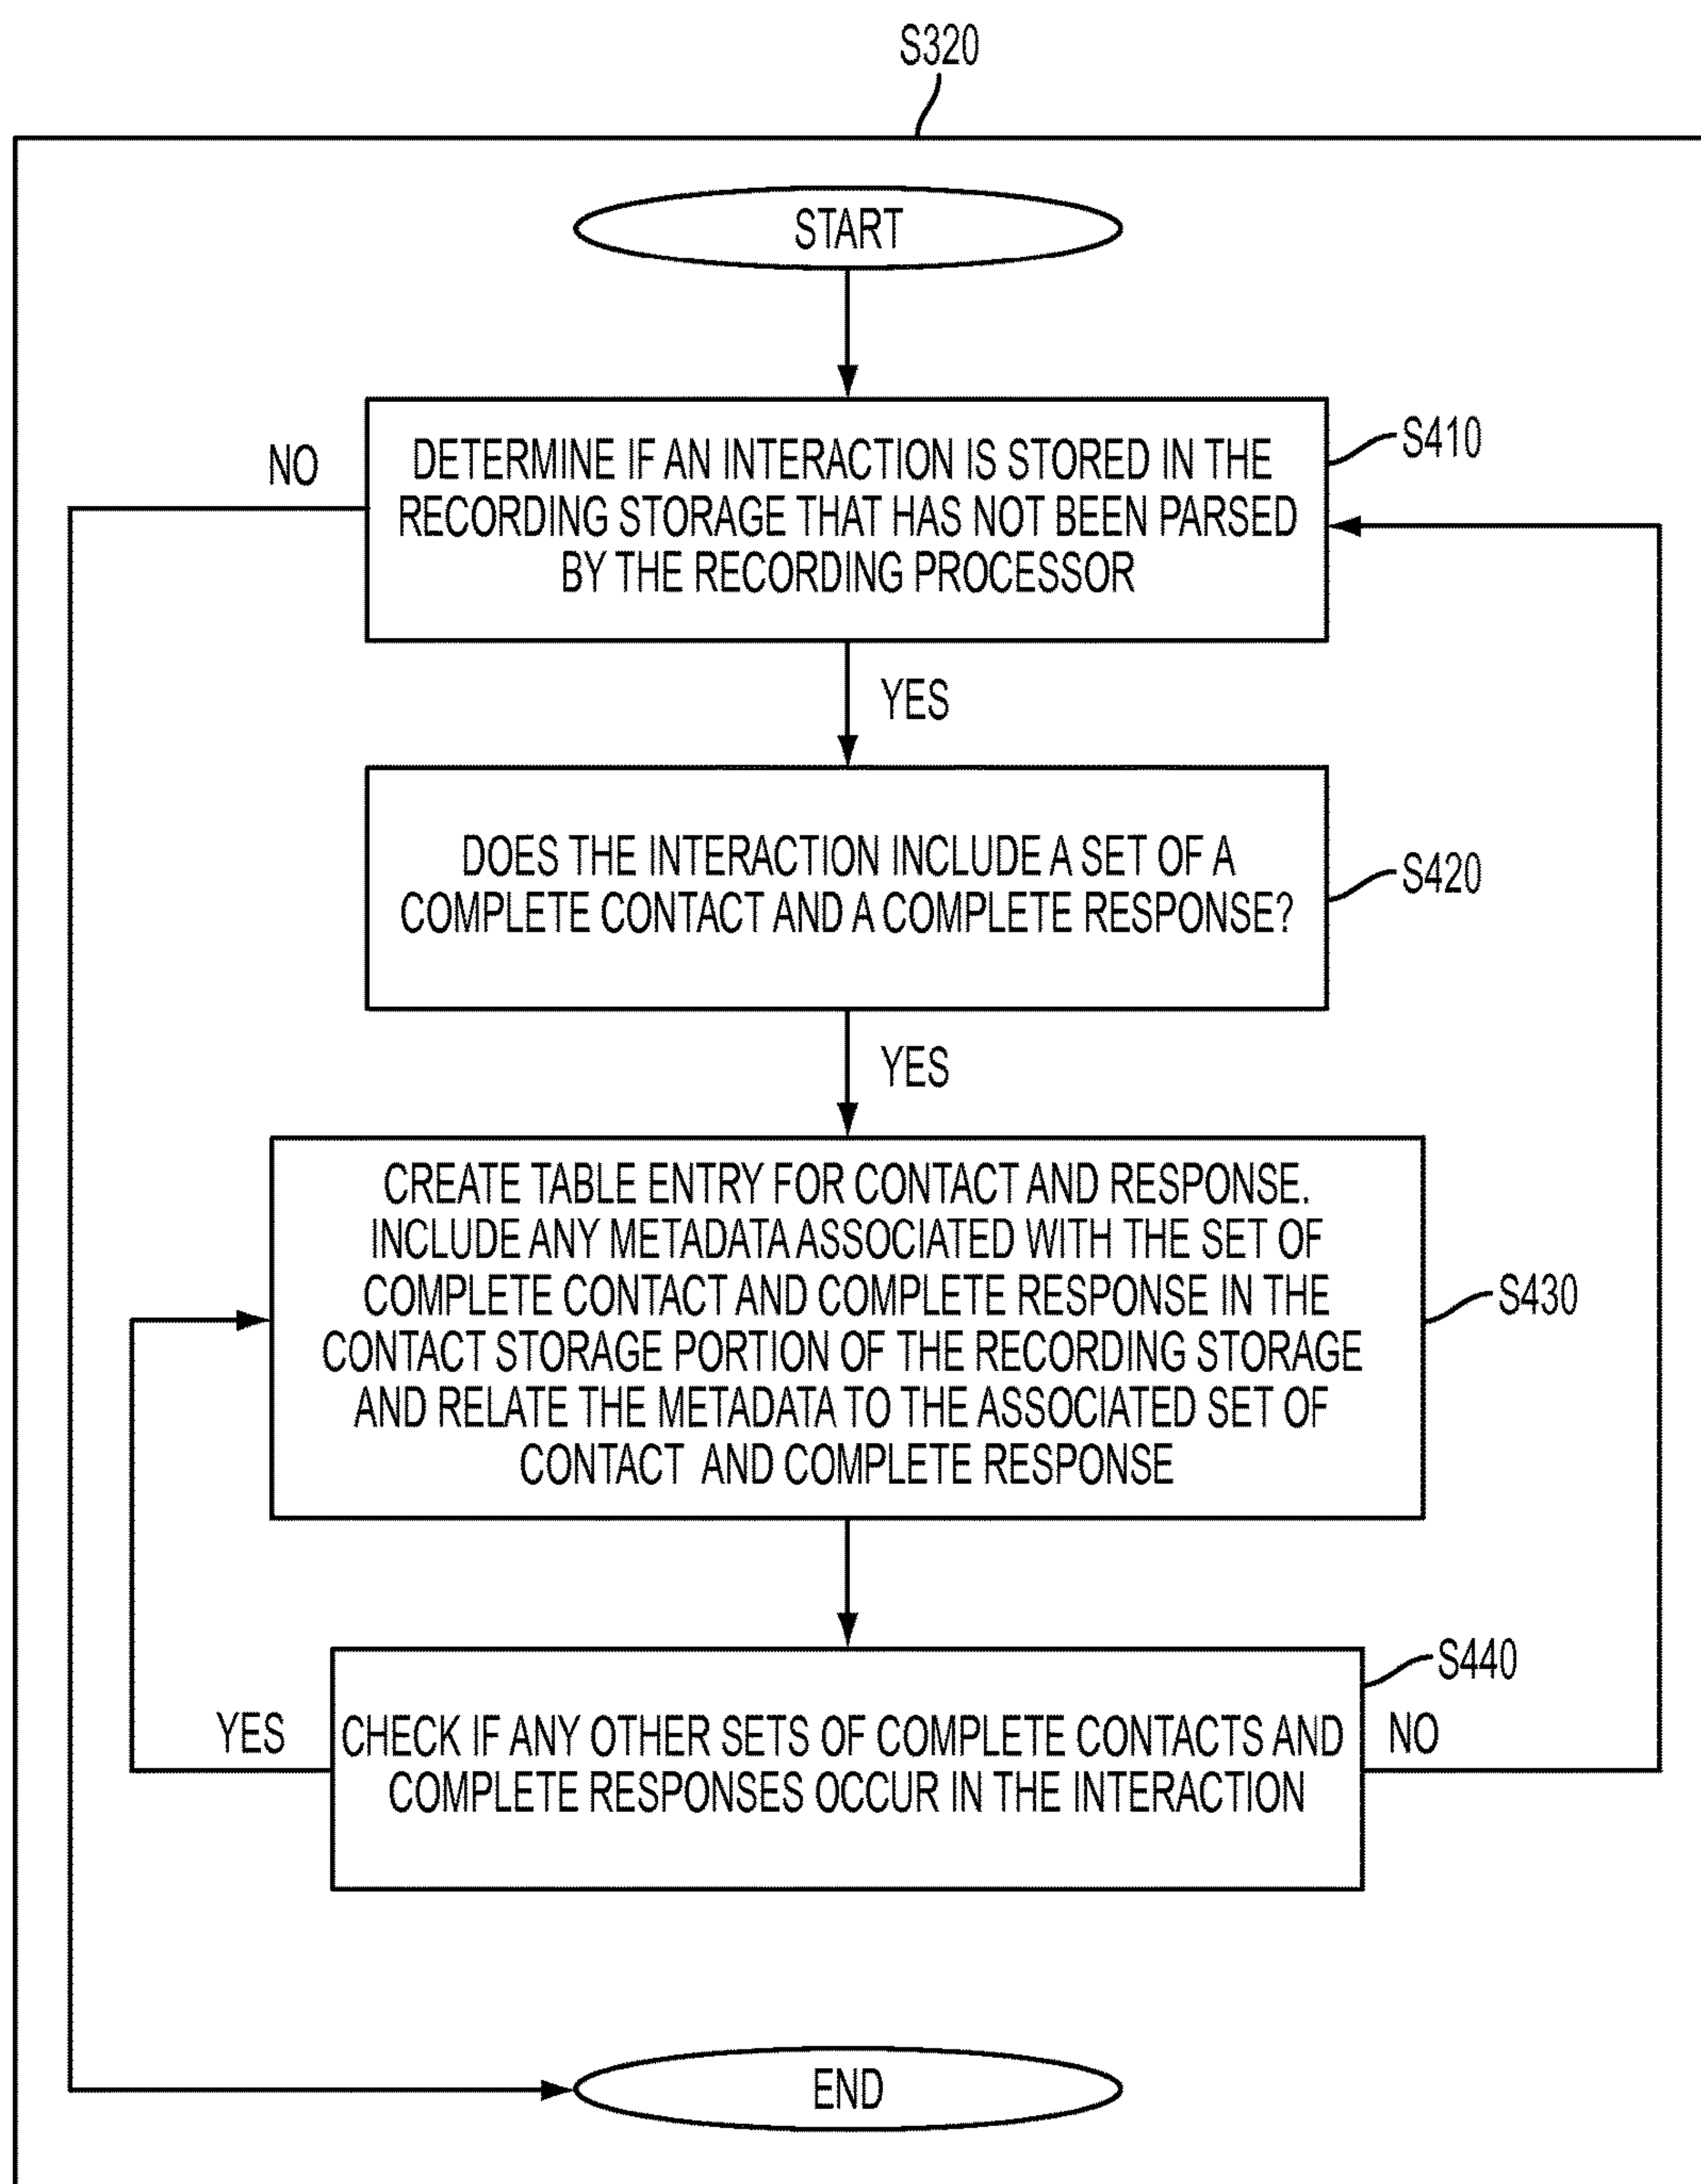 S320
START
NO
DETERMINE IF AN INTERACTION IS STORED IN THE
RECORDING STORAGE THAT HAS NOT BEEN PARSED
BY THE RECORDING PROCESSOR
S410
YES
DOES THE INTERACTION INCLUDE A SET OF A
COMPLETE CONTACT AND A COMPLETE RESPONSE?
S420
YES
CREATE TABLE ENTRY FOR CONTACT AND RESPONSE.
INCLUDE ANY METADATA ASSOCIATED WITH THE SET OF
COMPLETE CONTACT AND COMPLETE RESPONSE IN THE
CONTACT STORAGE PORTION OF THE RECORDING STORAGE
AND RELATE THE METADATA TO THE ASSOCIATED SET OF
CONTACT AND COMPLETE RESPONSE
S430
S440
YES
CHECK IF ANY OTHER SETS OF COMPLETE CONTACTS AND
COMPLETE RESPONSES OCCUR IN THE INTERACTION
NO
END